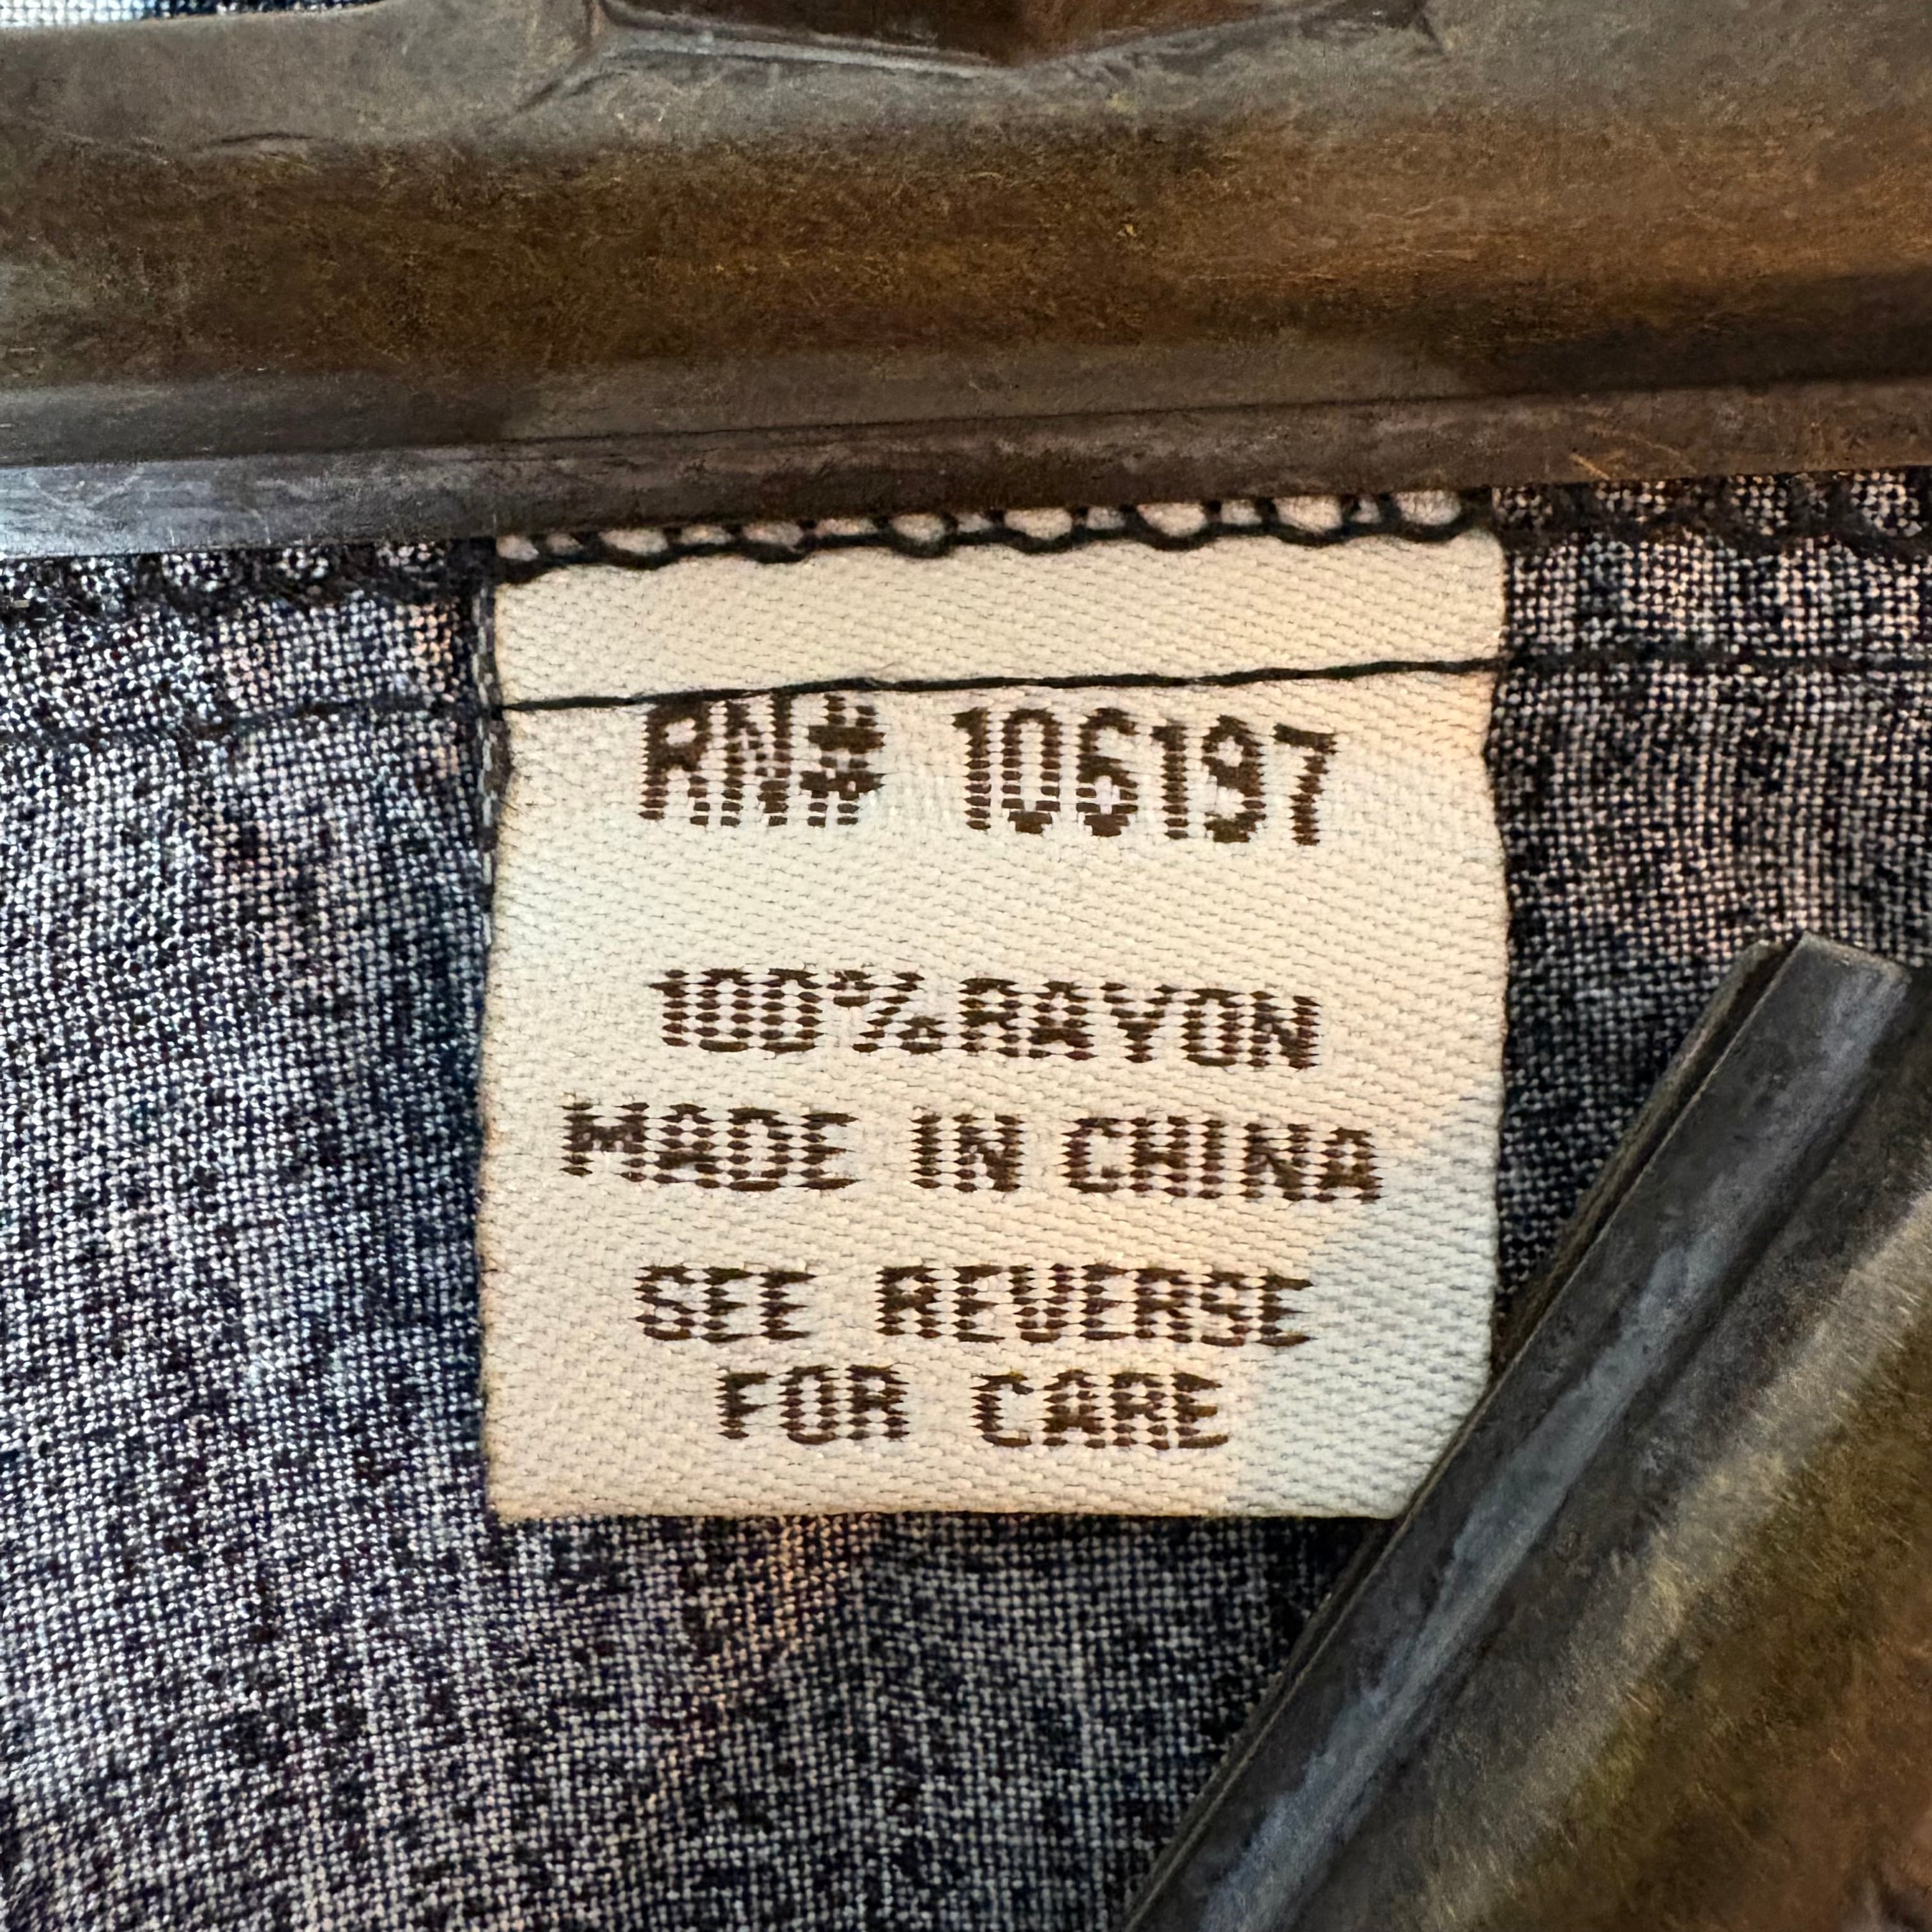 RN# 106197
100%RAYON
MADE IN CHINA
SEE REVERSE
FOR CARE